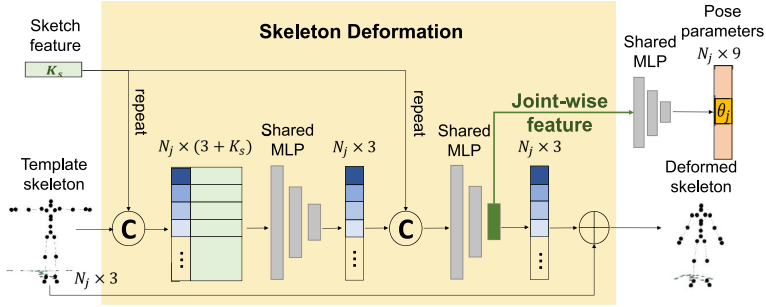 Sketch
feature
K_s
Skeleton Deformation
Pose
parameters
Shared
MLP
N_j × 9
θ_j
repeat
repeat
Joint-wise
feature
N_j × (3 + K_s)
Shared
MLP
N_j × 3
Shared
MLP
N_j × 3
Template
skeleton
C
⋮
⋮
C
⋮
Deformed
skeleton
N_j × 3